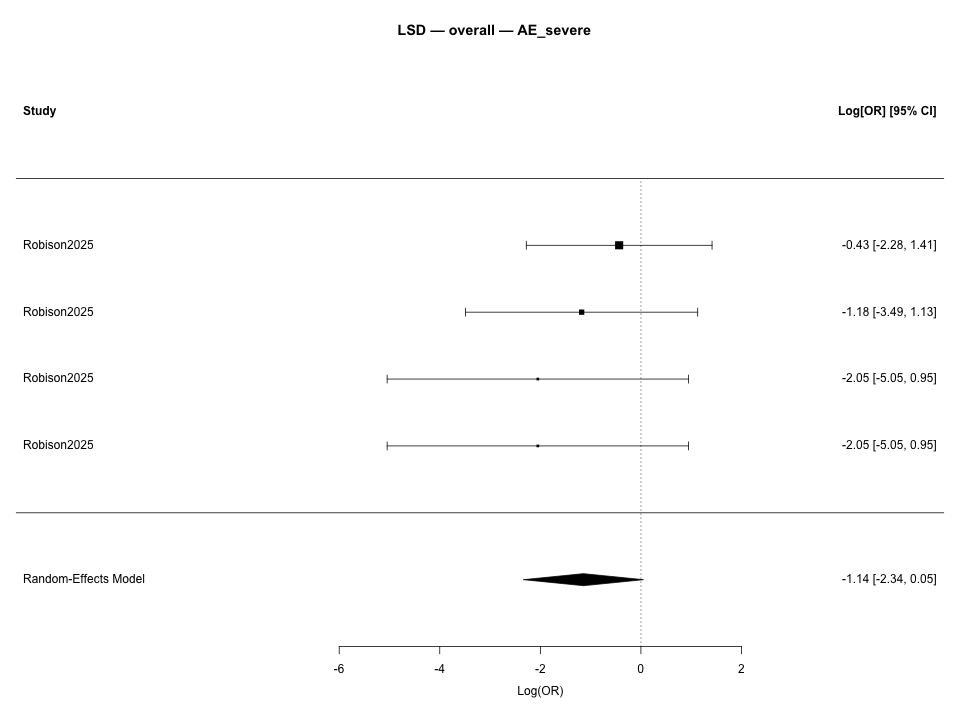 LSD — overall — AE_severe
Study Log[OR] [95% CI]
Robison2025 -0.43 [-2.28, 1.41]
Robison2025 -1.18 [-3.49, 1.13]
Robison2025 -2.05 [-5.05, 0.95]
Robison2025 -2.05 [-5.05, 0.95]
Random-Effects Model -1.14 [-2.34, 0.05]
-6 -4 -2 0 2
Log(OR)